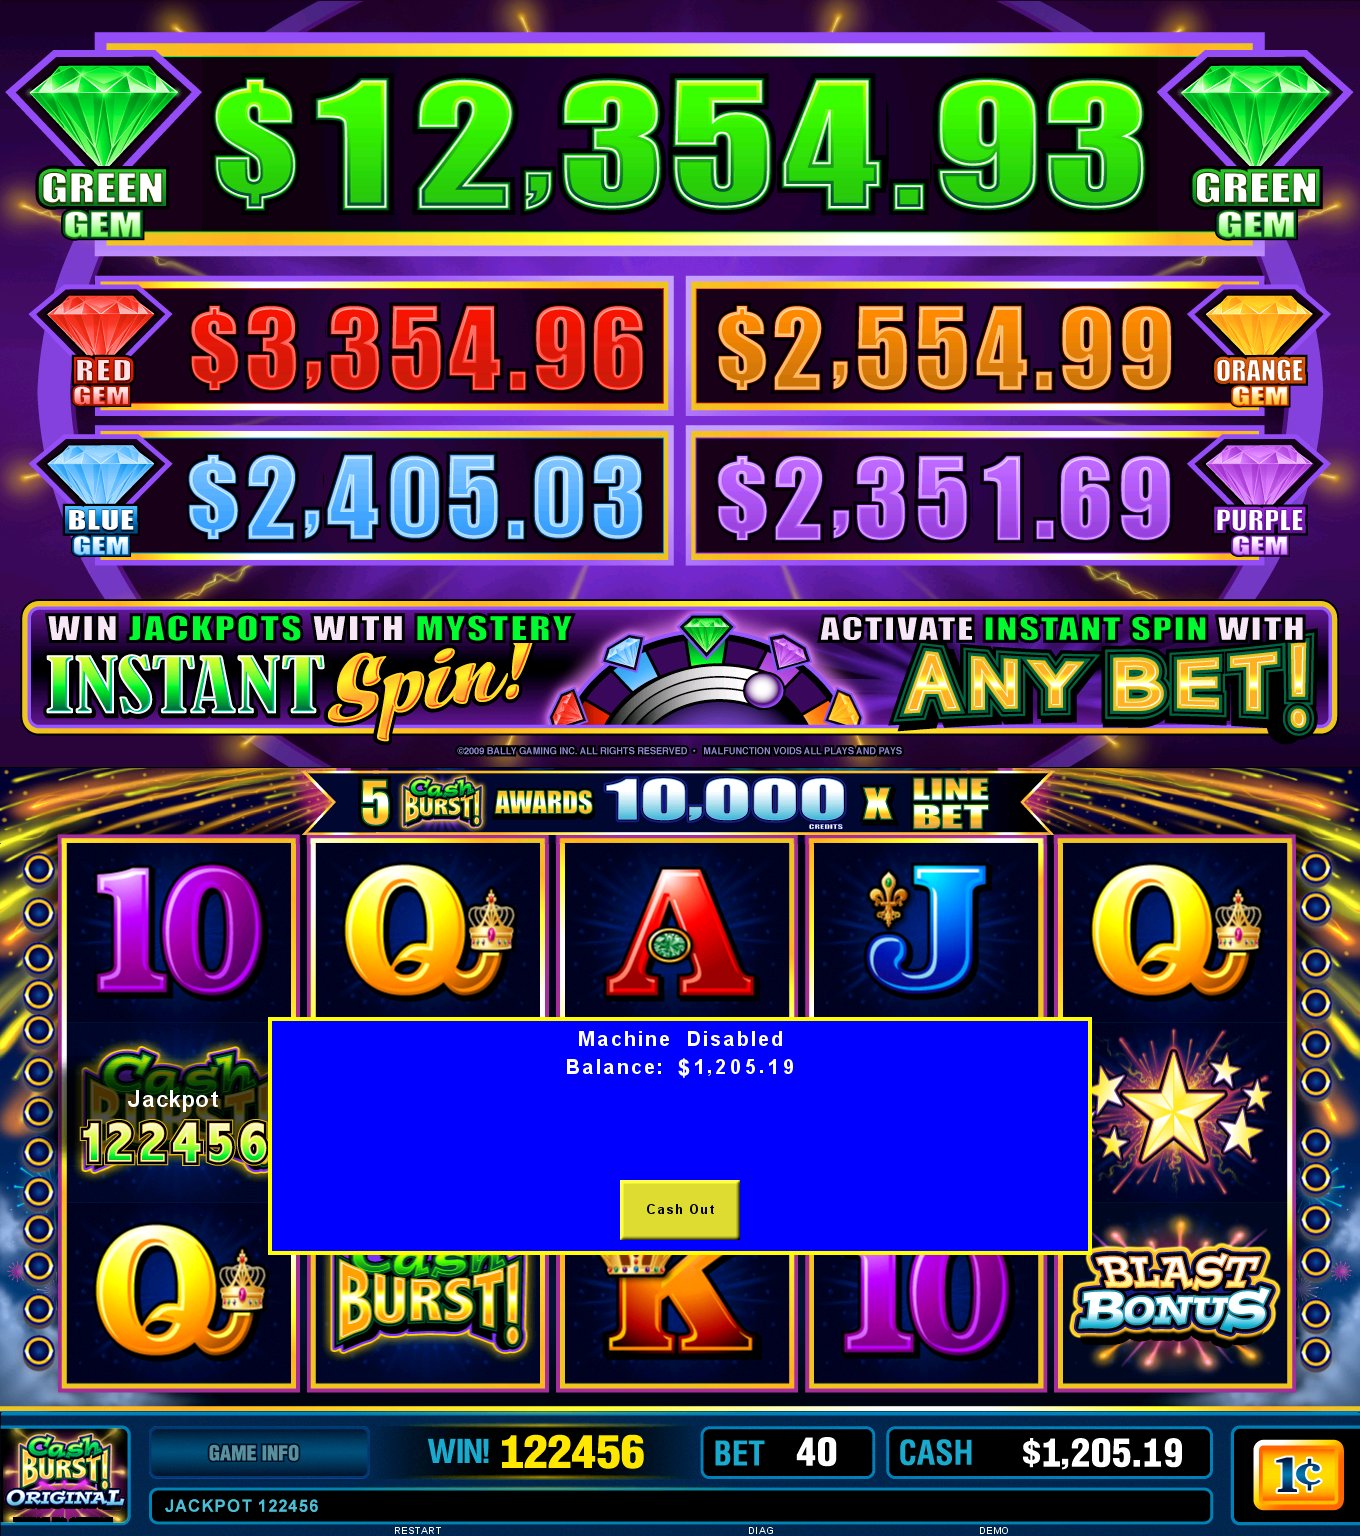 $12,354.93
GREEN GEM
GREEN GEM
RED GEM
$3,354.96
$2,554.99
ORANGE GEM
BLUE GEM
$2,405.03
$2,351.69
PURPLE GEM
WIN JACKPOTS WITH MYSTERY
INSTANT Spin!
ACTIVATE INSTANT SPIN WITH
ANY BET!
©2009 BALLY GAMING INC. ALL RIGHTS RESERVED • MALFUNCTION VOIDS ALL PLAYS AND PAYS
5 Cash BURST! AWARDS 10,000 CREDITS X LINE BET
10
Q
A
J
Q
Machine Disabled
Balance: $1,205.19
Cash Out
Cash
Jackpot
122456
Q
Cash BURST!
K
10
BLAST BONUS
Cash BURST! ORIGINAL
GAME INFO
WIN! 122456
BET 40
CASH $1,205.19
1¢
JACKPOT 122456
RESTART
DIAG
DEMO